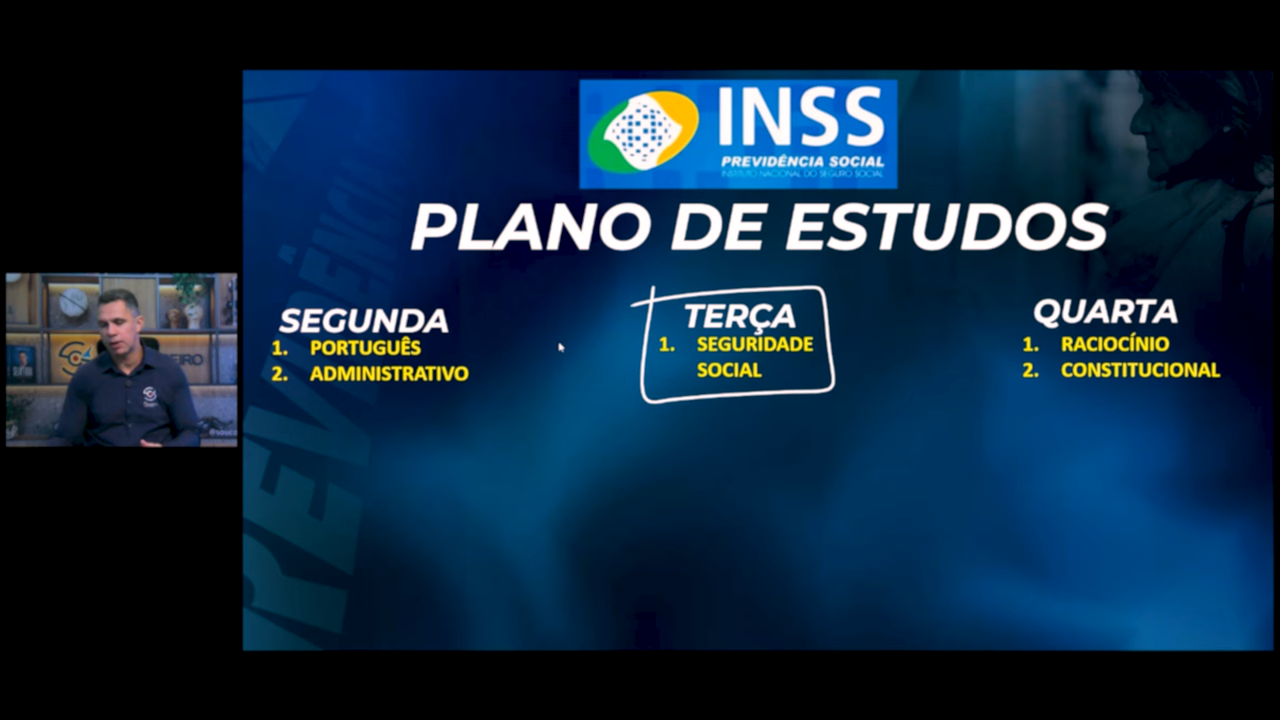 INSS
PREVIDÊNCIA SOCIAL
INSTITUTO NACIONAL DO SEGURO SOCIAL
PLANO DE ESTUDOS
SEGUNDA
1. PORTUGUÊS
2. ADMINISTRATIVO
TERÇA
1. SEGURIDADE
SOCIAL
QUARTA
1. RACIOCÍNIO
2. CONSTITUCIONAL